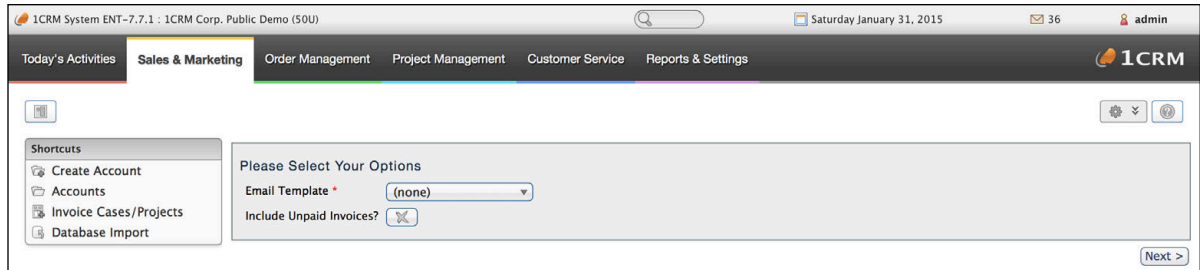 1CRM System ENT-7.7.1 : 1CRM Corp. Public Demo (50U) Saturday January 31, 2015 36 admin
Today's Activities Sales & Marketing Order Management Project Management Customer Service Reports & Settings 1CRM
Shortcuts
Create Account
Accounts
Invoice Cases/Projects
Database Import
Please Select Your Options
Email Template * (none)
Include Unpaid Invoices?
Next >